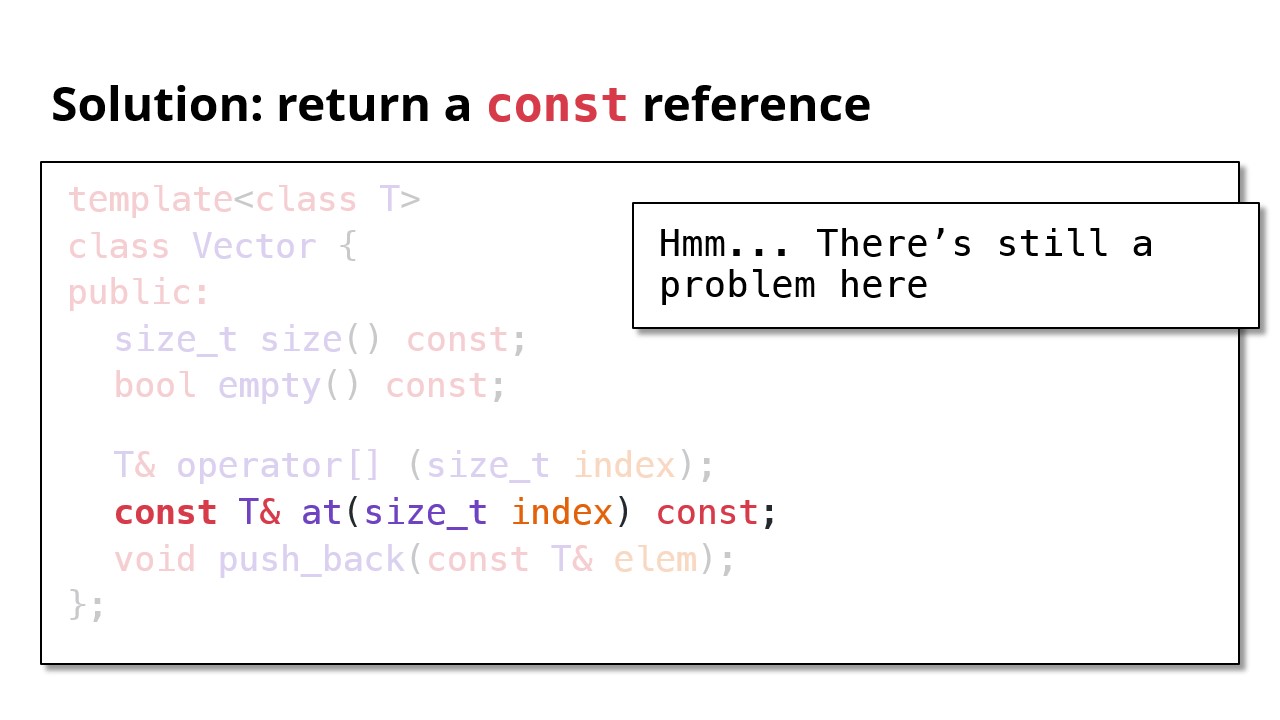 Solution: return a const reference
template<class T>
class Vector {
public:
size_t size() const;
bool empty() const;
T& operator[] (size_t index);
const T& at(size_t index) const;
void push_back(const T& elem);
};
Hmm... There’s still a
problem here